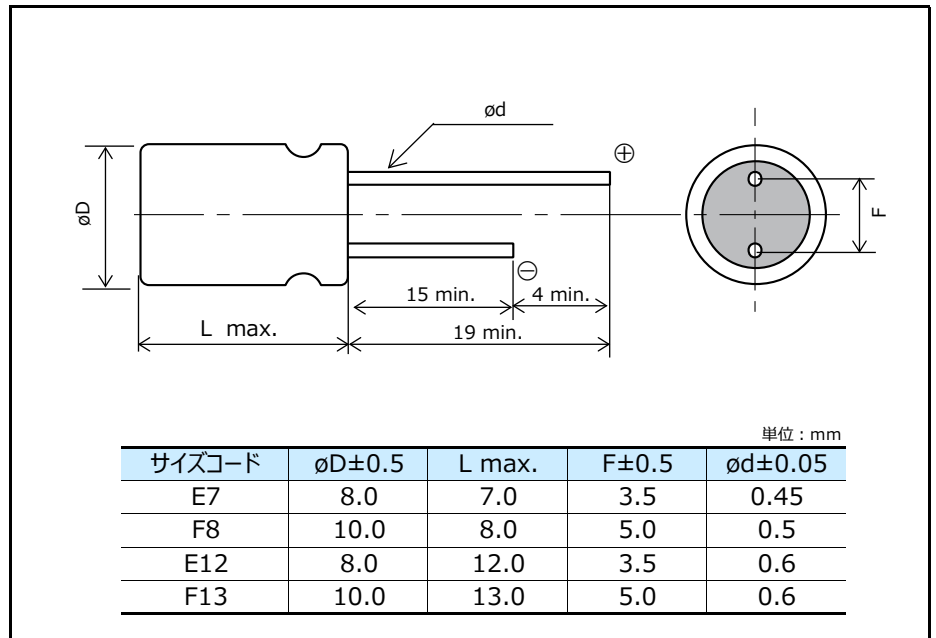 ød
⊕
øD
F
⊖
15 min.
4 min.
L max.
19 min.
単位：mm
サイズコード øD±0.5 L max. F±0.5 ød±0.05
E7 8.0 7.0 3.5 0.45
F8 10.0 8.0 5.0 0.5
E12 8.0 12.0 3.5 0.6
F13 10.0 13.0 5.0 0.6